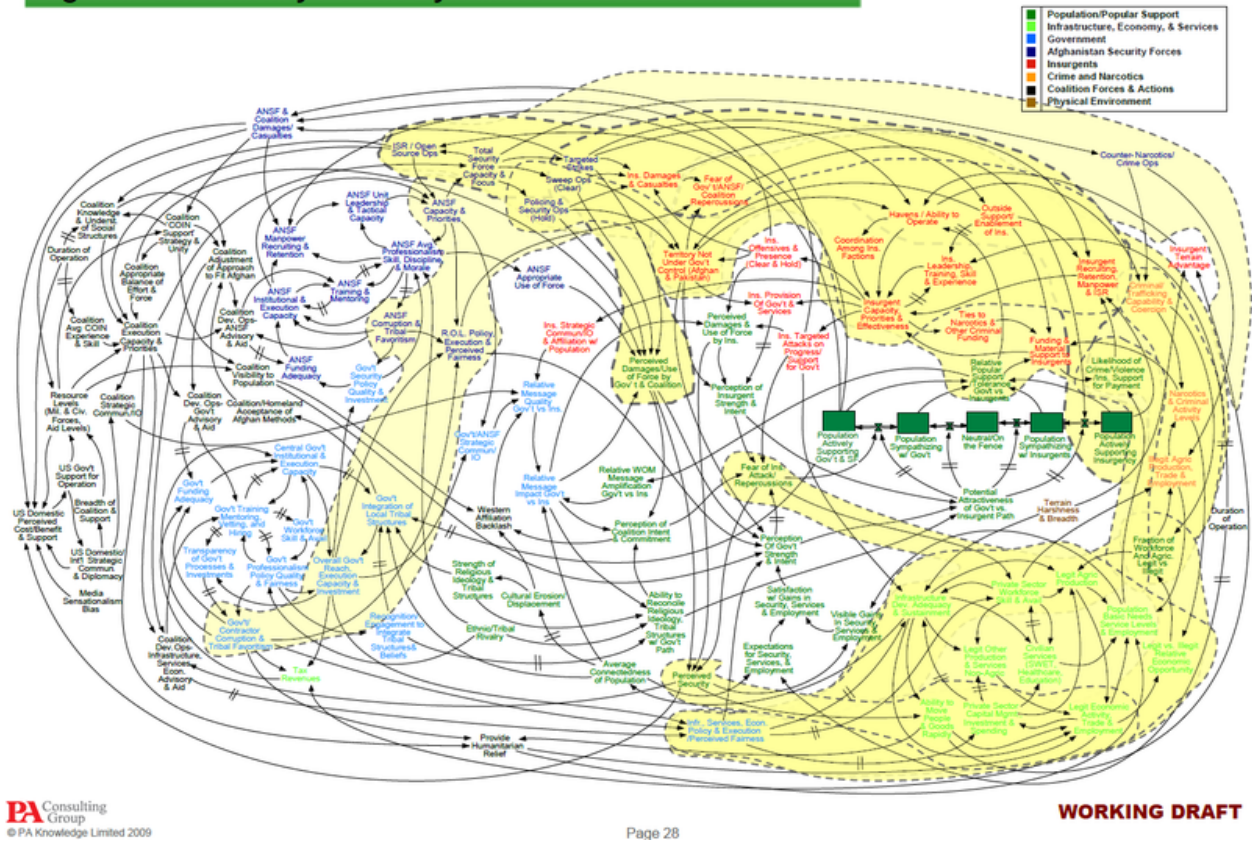 Population/Popular Support
Infrastructure, Economy, & Services
Government
Afghanistan Security Forces
Insurgents
Crime and Narcotics
Coalition Forces & Actions
Physical Environment
ANSF &
Coalition
Damages/
Casualties
ISR / Open
Source Ops
Total
Security
Force
Capacity &
Focus
Targeted
Strikes
Sweep Ops
(Clear)
Policing &
Security Ops
(Hold)
Ins. Damages
& Casualties
Fear of
Gov't/ANSF/
Coalition
Repercussions
Counter-Narcotics/
Crime Ops
Coalition
Knowledge
& Underst.
of Social
Structures
Coalition
COIN
Support
Strategy &
Unity
Duration of
Operation
Coalition
Appropriate
Balance of
Effort &
Force
Coalition
Adjustment
of Approach
to Fit Afghan
ANSF
Manpower
Recruiting &
Retention
ANSF Unit
Leadership
& Tactical
Capacity
ANSF
Capacity &
Priorities
ANSF Avg.
Professionalism
Skill, Discipline
& Morale
ANSF
Appropriate
Use of Force
ANSF
Institutional &
Execution
Capacity
ANSF
Training &
Mentoring
ANSF
Corruption &
Tribal
Favoritism
R.O.L. Policy,
Execution &
Perceived
Fairness
ANSF
Funding
Adequacy
Coalition
Avg COIN
Experience
& Skill
Coalition
Execution
Capacity &
Priorities
Coalition
Dev. Ops-
ANSF
Advisory
& Aid
Coalition
Visibility to
Population
Resource
Levels
(Mil. & Civ.
Forces,
Aid Levels)
Coalition
Strategic
Commun/IO
Coalition
Dev. Ops-
Gov't
Advisory
& Aid
Coalition/Homeland
Acceptance of
Afghan Methods
Gov't
Security
Policy
Quality &
Investment
Territory Not
Under Gov't
Control (Afghan
& Pakistan)
Ins.
Offensives &
Presence
(Clear & Hold)
Coordination
Among Ins.
Factions
Havens / Ability to
Operate
Outside
Support/
Enablement
of Ins.
Ins.
Leadership,
Training, Skill
& Experience
Insurgent
Recruiting,
Retention,
Manpower
& ISR
Insurgent
Terrain
Advantage
Criminal
Trafficking
Capability &
Coercion
Ins. Provision
Of Gov't &
Services
Insurgent
Capacity,
Priorities &
Effectiveness
Ties to
Narcotics &
Other Criminal
Funding
Funding &
Material
Support to
Insurgents
Ins. Strategic
Commun/IO
& Affiliation w/
Population
Perceived
Damages &
Use of Force
by Ins.
Ins. Targeted
Attacks on
Progress/
Support
for Gov't
Perceived
Damages/Use
of Force by
Gov't & Coalition
Perception of
Insurgent
Strength &
Intent
Relative
Popular
Support/
Tolerance
Gov't vs
Insurgents
Likelihood of
Crime/Violence
/Ins. Support
for Payment
Narcotics
& Criminal
Activity
Levels
Relative
Message
Quality
Gov't vs Ins.
Population
Actively
Supporting
Gov't & SF
Population
Sympathizing
w/ Gov't
Neutral/On
the Fence
Population
Sympathizing
w/ Insurgents
Population
Actively
Supporting
Insurgency
Gov't/ANSF
Strategic
Commun/
IO
Relative
Message
Impact Gov't
vs Ins
Relative WOM
Message
Amplification
Gov't vs Ins
Fear of Ins.
Attack/
Repercussions
Potential
Attractiveness
of Gov't vs.
Insurgent Path
Terrain
Harshness
& Breadth
Illegit Agric
Production,
Trade &
Employment
Duration
of
Operation
US Gov't
Support for
Operation
Breadth of
Coalition &
Support
US Domestic
Perceived
Cost/Benefit
& Support
US Domestic/
Int'l Strategic
Commun.
& Diplomacy
Media
Sensationalism
Bias
Central Gov't
Institutional &
Execution
Capacity
Gov't
Funding
Adequacy
Gov't Training
Mentoring,
Vetting, and
Hiring
Gov't
Workforce
Skill & Avail
Gov't
Integration of
Local Tribal
Structures
Transparency
of Gov't
Processes &
Investments
Gov't
Professionalism
Policy Quality
& Fairness
Overall Gov't
Reach,
Execution
Capacity &
Investment
Gov't/
Contractor
Corruption &
Tribal Favoritism
Recognition/
Engagement to
Integrate
Tribal
Structures&
Beliefs
Coalition
Dev. Ops-
Infrastructure,
Services,
Econ.
Advisory
& Aid
Tax
Revenues
Western
Affiliation
Backlash
Perception of
Coalition Intent
& Commitment
Perception
Of Gov't
Strength
& Intent
Strength of
Religious
Ideology &
Tribal
Structures
Cultural Erosion/
Displacement
Ethnic/Tribal
Rivalry
Ability to
Reconcile
Religious
Ideology,
Tribal
Structures
w/ Gov't
Path
Satisfaction
w/ Gains in
Security, Services
& Employment
Visible Gains
In Security,
Services &
Employment
Expectations
for Security,
Services, &
Employment
Average
Connectedness
of Population
Perceived
Security
Infr., Services, Econ.
Policy & Execution
/Perceived Fairness
Provide
Humanitarian
Relief
Infrastructure
Dev. Adequacy
& Sustainment
Private Sector
Workforce
Skill & Avail
Legit Agric
Production
Fraction of
Workforce
And Agric.
Legit vs
Illegit
Population
Basic Needs
Service Levels
& Employment
Legit Other
Production
& Services
Non-Agric
Civilian
Services
(SWET,
Healthcare,
Education)
Legit vs. Illegit
Relative
Economic
Opportunity
Ability to
Move
People
& Goods
Rapidly
Private Sector
Capital Mgmt,
Investment &
Spending
Legit Economic
Activity,
Trade &
Employment
WORKING DRAFT
PA Consulting
Group
© PA Knowledge Limited 2009
Page 28